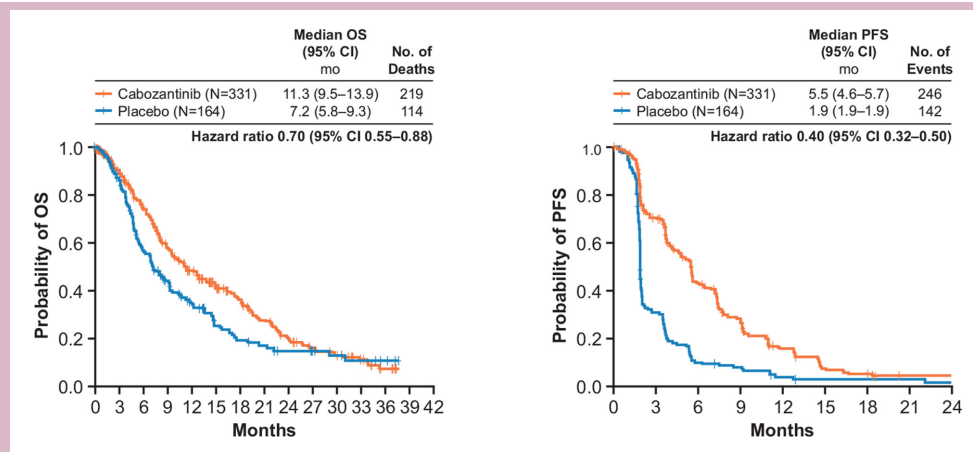 Median OS
(95% CI) No. of
mo Deaths
Cabozantinib (N=331) 11.3 (9.5–13.9) 219
Placebo (N=164) 7.2 (5.8–9.3) 114
Hazard ratio 0.70 (95% CI 0.55–0.88)
1.0
0.8
0.6
0.4
0.2
0.0
Probability of OS
0 3 6 9 12 15 18 21 24 27 30 33 36 39 42
Months
Median PFS
(95% CI) No. of
mo Events
Cabozantinib (N=331) 5.5 (4.6–5.7) 246
Placebo (N=164) 1.9 (1.9–1.9) 142
Hazard ratio 0.40 (95% CI 0.32–0.50)
1.0
0.8
0.6
0.4
0.2
0.0
Probability of PFS
0 3 6 9 12 15 18 21 24
Months